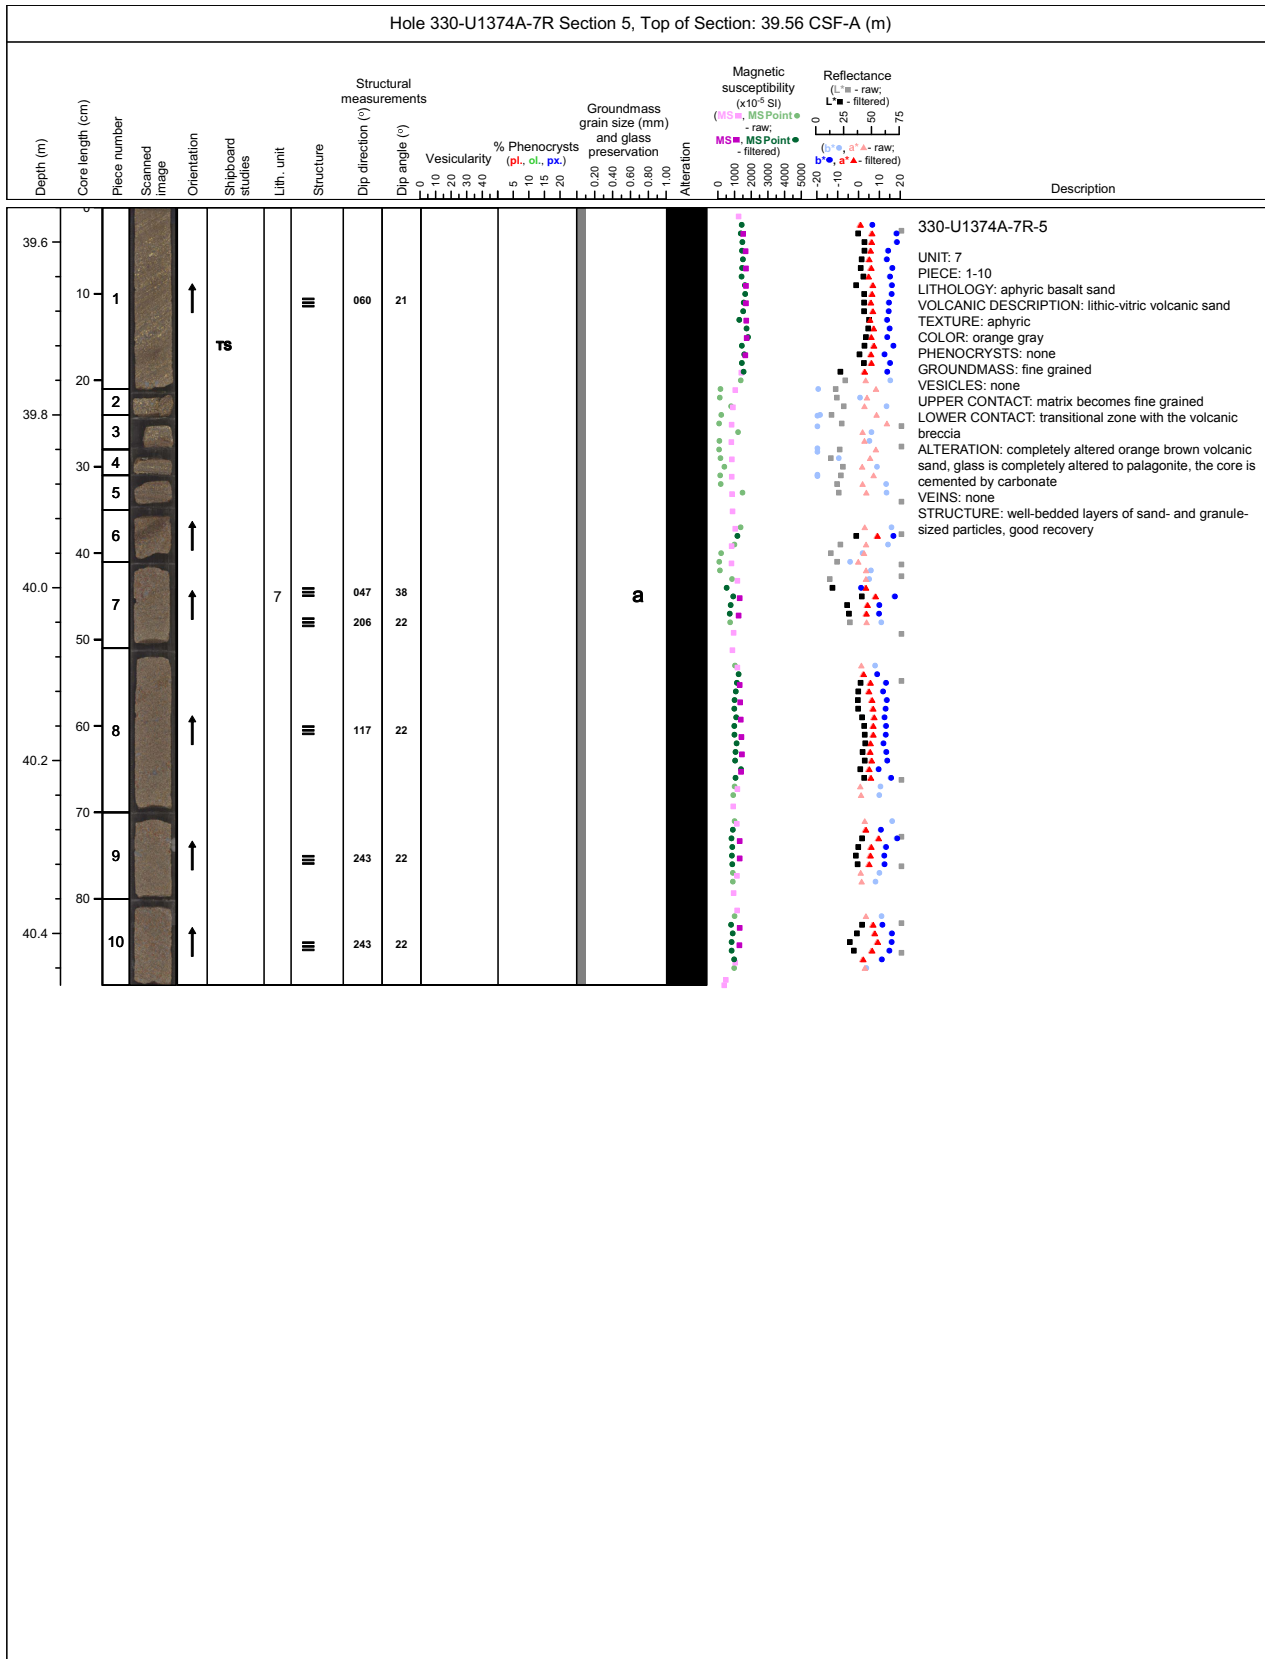 Hole 330-U1374A-7R Section 5, Top of Section: 39.56 CSF-A (m)
Depth (m)
Core length (cm)
Piece number
Scanned
image
Orientation
Shipboard
studies
Lith. unit
Structure
Structural
measurements
Dip direction (º)
Dip angle (º)
Vesicularity
0 10 20 30 40
% Phenocrysts
(pl., ol., px.)
5 10 15 20
Groundmass
grain size (mm)
and glass
preservation
0.20 0.40 0.60 0.80 1.00
Alteration
Magnetic
susceptibility
(x10-5 SI)
(MS, MS Point
- raw;
MS, MS Point
- filtered)
0 1000 2000 3000 4000 5000
Reflectance
(L* - raw;
L* - filtered)
0 25 50 75
(b*, a* - raw;
b*, a* - filtered)
-20 -10 0 10 20
Description
39.6
39.8
40.0
40.2
40.4
0
10
20
30
40
50
60
70
80
1
2
3
4
5
6
7
8
9
10
TS
7
060 21
047 38
206 22
117 22
243 22
243 22
a
330-U1374A-7R-5
UNIT: 7
PIECE: 1-10
LITHOLOGY: aphyric basalt sand
VOLCANIC DESCRIPTION: lithic-vitric volcanic sand
TEXTURE: aphyric
COLOR: orange gray
PHENOCRYSTS: none
GROUNDMASS: fine grained
VESICLES: none
UPPER CONTACT: matrix becomes fine grained
LOWER CONTACT: transitional zone with the volcanic
breccia
ALTERATION: completely altered orange brown volcanic
sand, glass is completely altered to palagonite, the core is
cemented by carbonate
VEINS: none
STRUCTURE: well-bedded layers of sand- and granule-
sized particles, good recovery